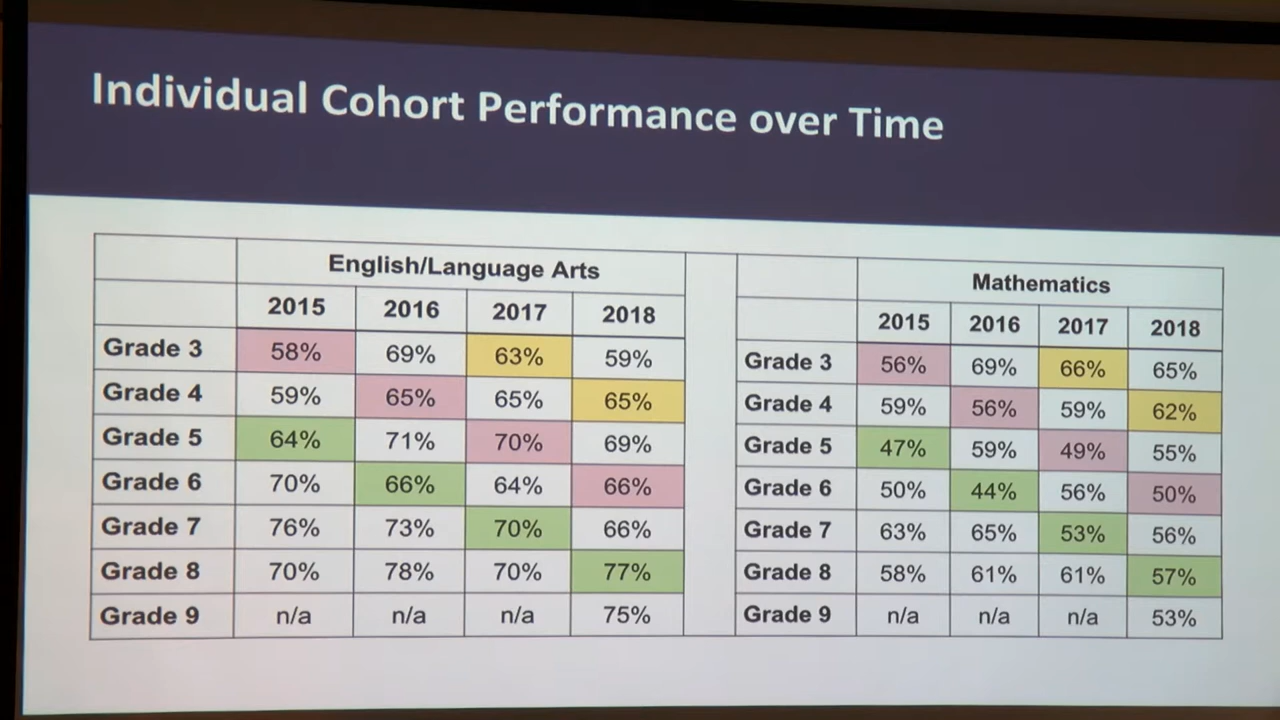 Individual Cohort Performance over Time
English/Language Arts Mathematics
2015 2016 2017 2018 2015 2016 2017 2018
Grade 3 58% 69% 63% 59% Grade 3 56% 69% 66% 65%
Grade 4 59% 65% 65% 65% Grade 4 59% 56% 59% 62%
Grade 5 64% 71% 70% 69% Grade 5 47% 59% 49% 55%
Grade 6 70% 66% 64% 66% Grade 6 50% 44% 56% 50%
Grade 7 76% 73% 70% 66% Grade 7 63% 65% 53% 56%
Grade 8 70% 78% 70% 77% Grade 8 58% 61% 61% 57%
Grade 9 n/a n/a n/a 75% Grade 9 n/a n/a n/a 53%